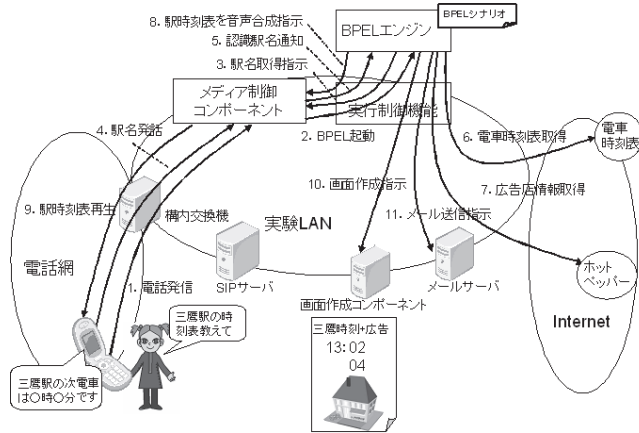 8. 駅時刻表を音声合成指示
5. 認識駅名通知
3. 駅名取得指示
BPELエンジン
BPELシナリオ
メディア制御
コンポーネント
実行制御機能
4. 駅名発話
2. BPEL起動
6. 電車時刻表取得
電車
時刻表
10. 画面作成指示
7. 広告店情報取得
9. 駅時刻表再生
構内交換機
実験LAN
11. メール送信指示
電話網
1. 電話発信
SIPサーバ
メールサーバ
ホット
ペッパー
画面作成コンポーネント
Internet
三鷹駅の時
刻表教えて
三鷹時刻+広告
13:02
04
三鷹駅の次電車
は〇時〇分です